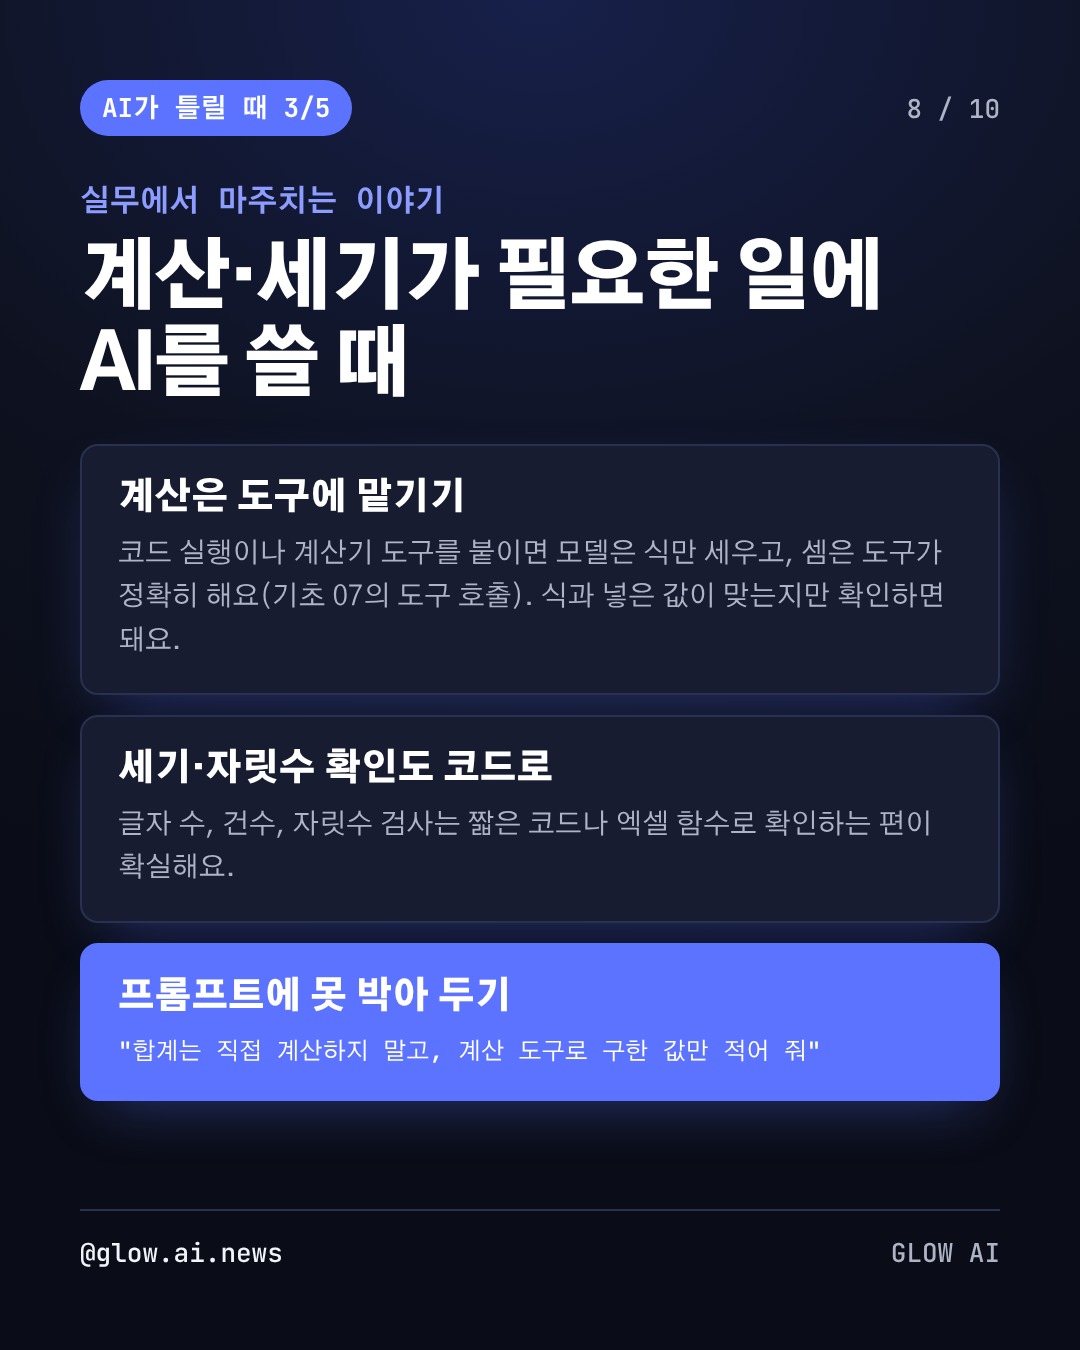 AI가 틀릴 때 3/5
8 / 10
실무에서 마주치는 이야기
계산·세기가 필요한 일에
AI를 쓸 때
계산은 도구에 맡기기
코드 실행이나 계산기 도구를 붙이면 모델은 식만 세우고, 셈은 도구가
정확히 해요(기초 07의 도구 호출). 식과 넣은 값이 맞는지만 확인하면
돼요.
세기·자릿수 확인도 코드로
글자 수, 건수, 자릿수 검사는 짧은 코드나 엑셀 함수로 확인하는 편이
확실해요.
프롬프트에 못 박아 두기
"합계는 직접 계산하지 말고, 계산 도구로 구한 값만 적어 줘"
@glow.ai.news
GLOW AI